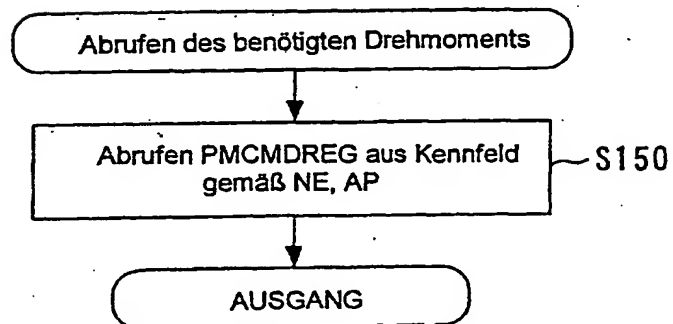 Abrufen des benötigten Drehmoments
Abrufen PMCMDREG aus Kennfeld
gemäß NE, AP
S150
AUSGANG